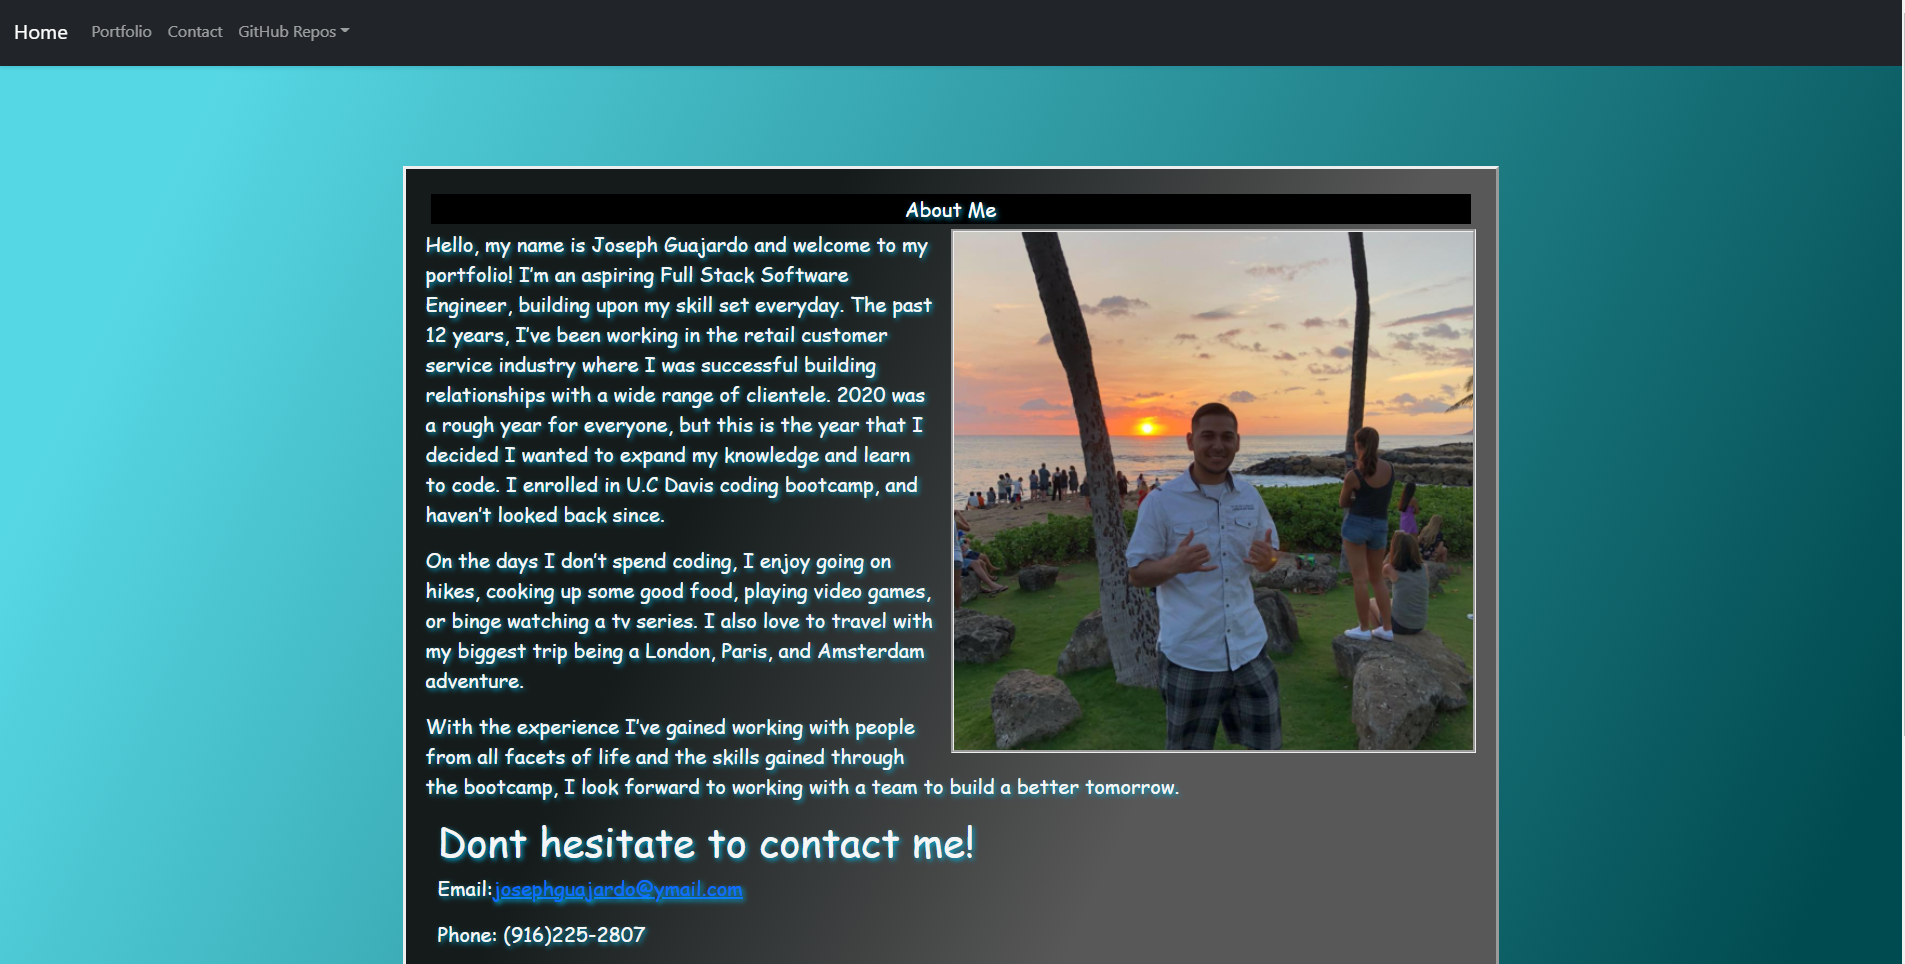 Home Portfolio Contact GitHub Repos
About Me
Hello, my name is Joseph Guajardo and welcome to my
portfolio! I'm an aspiring Full Stack Software
Engineer, building upon my skill set everyday. The past
12 years, I've been working in the retail customer
service industry where I was successful building
relationships with a wide range of clientele. 2020 was
a rough year for everyone, but this is the year that I
decided I wanted to expand my knowledge and learn
to code. I enrolled in U.C Davis coding bootcamp, and
haven't looked back since.
On the days I don't spend coding, I enjoy going on
hikes, cooking up some good food, playing video games,
or binge watching a tv series. I also love to travel with
my biggest trip being a London, Paris, and Amsterdam
adventure.
With the experience I've gained working with people
from all facets of life and the skills gained through
the bootcamp, I look forward to working with a team to build a better tomorrow.
Dont hesitate to contact me!
Email:josephguajardo@ymail.com
Phone: (916)225-2807